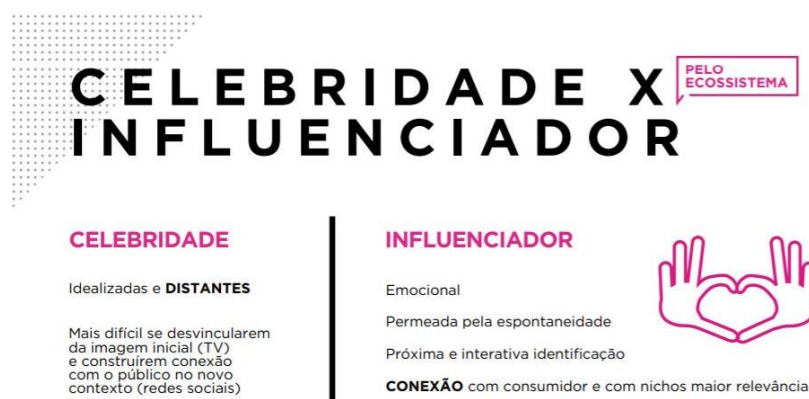 CELEBRIDADE X
INFLUENCIADOR
PELO
ECOSSISTEMA
CELEBRIDADE
Idealizadas e DISTANTES
Mais difícil se desvincularem
da imagem inicial (TV)
e construírem conexão
com o público no novo
contexto (redes sociais)
INFLUENCIADOR
Emocional
Permeada pela espontaneidade
Próxima e interativa identificação
CONEXÃO com consumidor e com nichos maior relevância